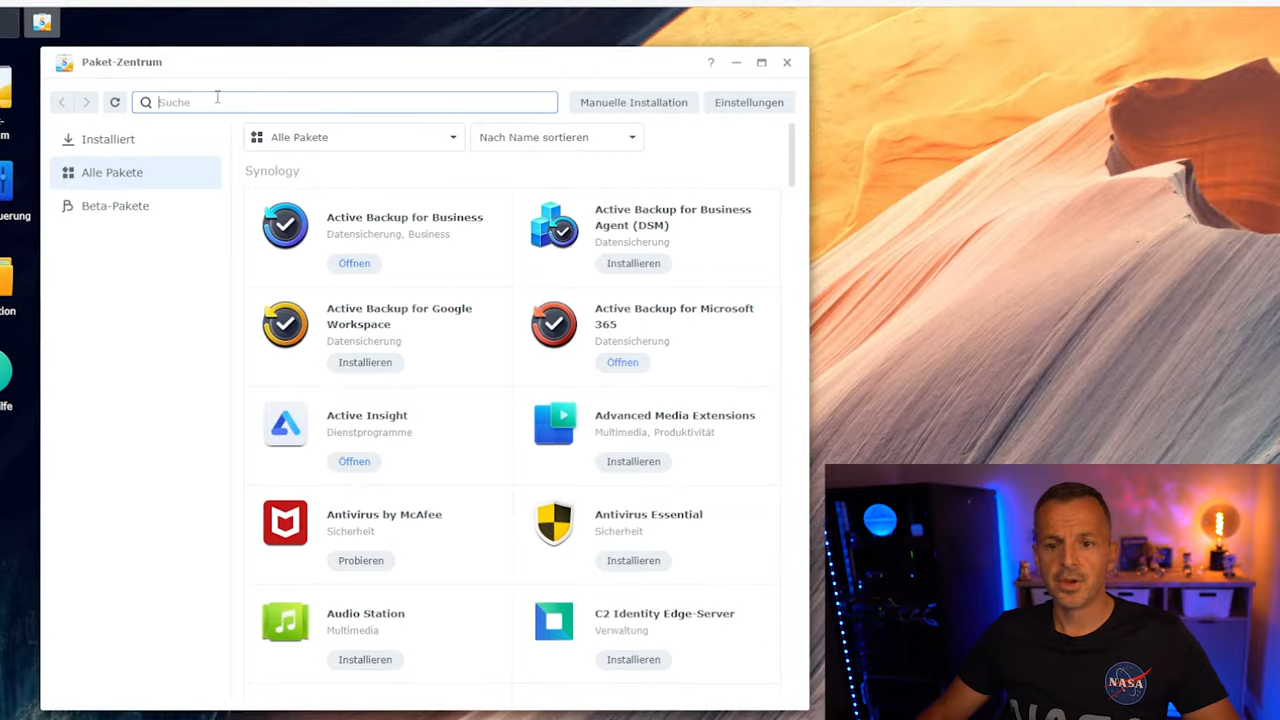 Paket-Zentrum
?
Suche
Manuelle Installation
Einstellungen
Installiert
Alle Pakete
Beta-Pakete
Alle Pakete
Nach Name sortieren
Synology
Active Backup for Business
Datensicherung, Business
Öffnen
Active Backup for Business
Agent (DSM)
Datensicherung
Installieren
Active Backup for Google
Workspace
Datensicherung
Installieren
Active Backup for Microsoft
365
Datensicherung
Öffnen
Active Insight
Dienstprogramme
Öffnen
Advanced Media Extensions
Multimedia, Produktivität
Installieren
Antivirus by McAfee
Sicherheit
Probieren
Antivirus Essential
Sicherheit
Installieren
Audio Station
Multimedia
Installieren
C2 Identity Edge-Server
Verwaltung
Installieren
m
uerung
tion
lfe
NASA